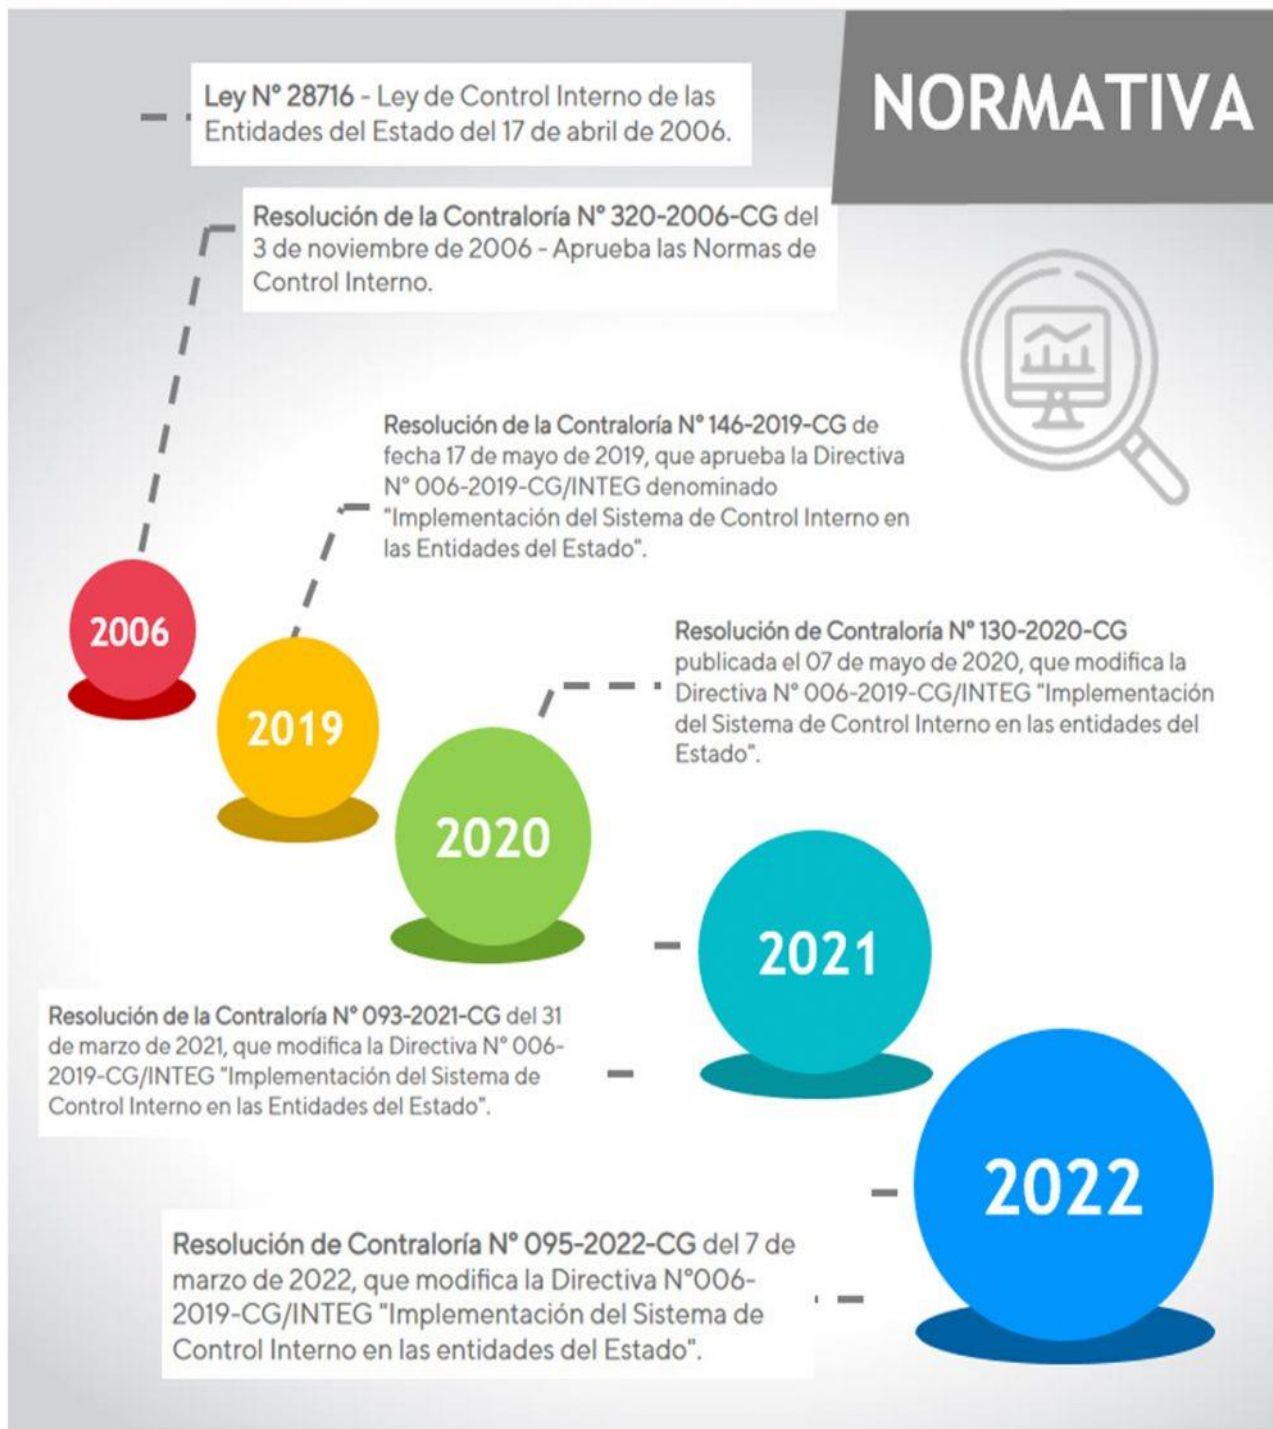 NORMATIVA
Ley N° 28716 - Ley de Control Interno de las
Entidades del Estado del 17 de abril de 2006.
Resolución de la Contraloría N° 320-2006-CG del
3 de noviembre de 2006 - Aprueba las Normas de
Control Interno.
Resolución de la Contraloría N° 146-2019-CG de
fecha 17 de mayo de 2019, que aprueba la Directiva
N° 006-2019-CG/INTEG denominado
"Implementación del Sistema de Control Interno en
las Entidades del Estado".
2006
2019
Resolución de Contraloría N° 130-2020-CG
publicada el 07 de mayo de 2020, que modifica la
Directiva N° 006-2019-CG/INTEG "Implementación
del Sistema de Control Interno en las entidades del
Estado".
2020
2021
Resolución de la Contraloría N° 093-2021-CG del 31
de marzo de 2021, que modifica la Directiva N° 006-
2019-CG/INTEG "Implementación del Sistema de
Control Interno en las Entidades del Estado".
2022
Resolución de Contraloría N° 095-2022-CG del 7 de
marzo de 2022, que modifica la Directiva N°006-
2019-CG/INTEG "Implementación del Sistema de
Control Interno en las entidades del Estado".